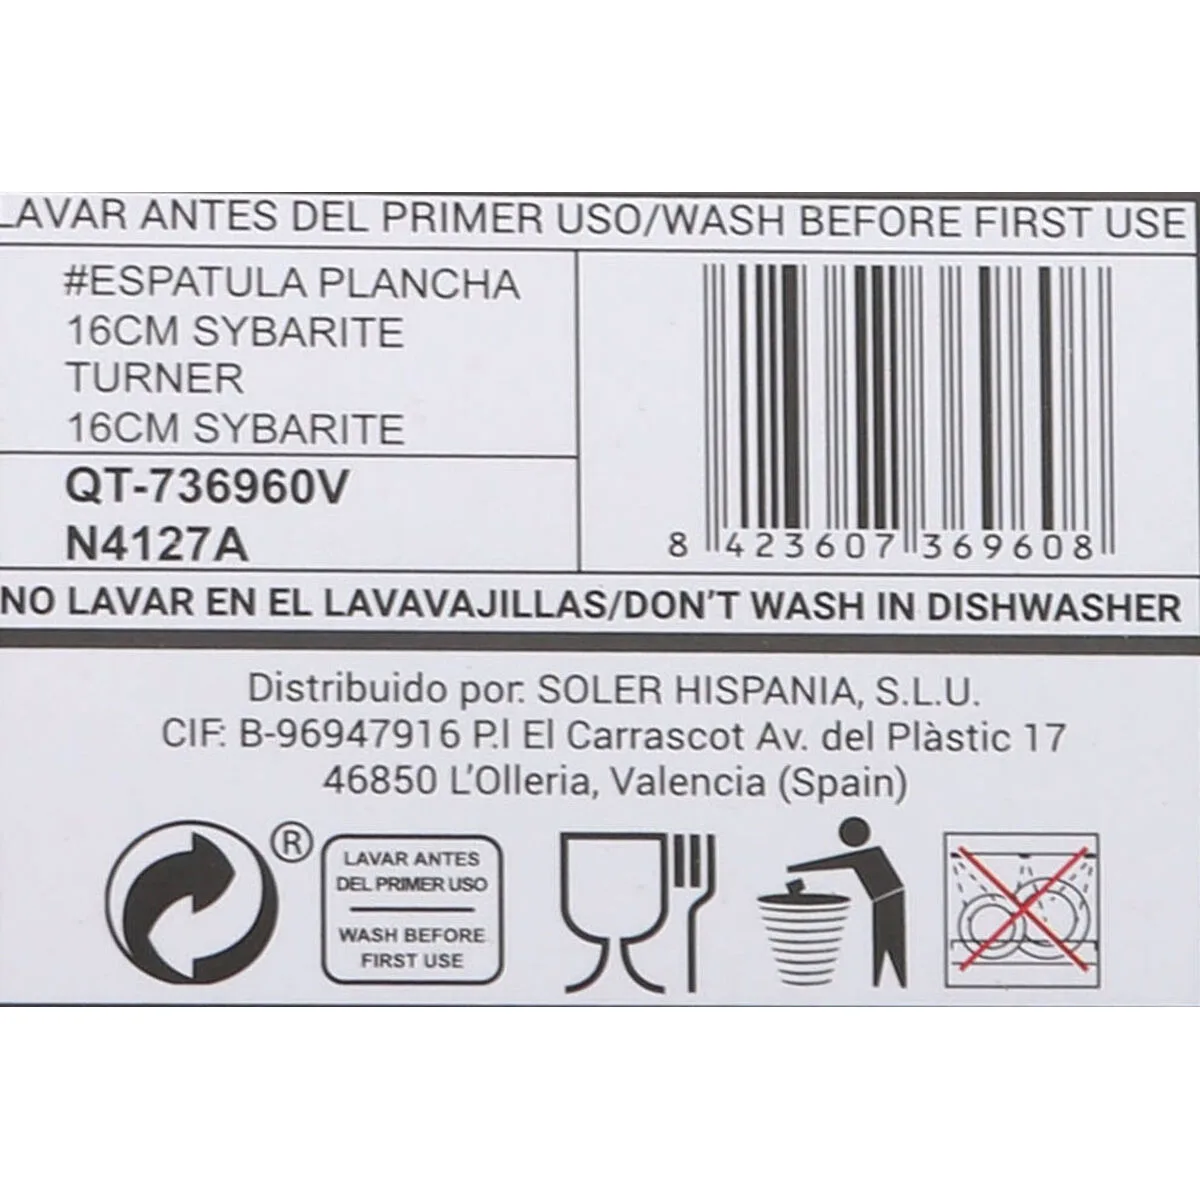 LAVAR ANTES DEL PRIMER USO/WASH BEFORE FIRST USE
#ESPATULA PLANCHA
16CM SYBARITE
TURNER
16CM SYBARITE
QT-736960V
N4127A
8 423607 369608
NO LAVAR EN EL LAVAVAJILLAS/DON'T WASH IN DISHWASHER
Distribuido por: SOLER HISPANIA, S.L.U.
CIF: B-96947916 P.I El Carrascot Av. del Plàstic 17
46850 L'Olleria, Valencia (Spain)
®
LAVAR ANTES
DEL PRIMER USO
WASH BEFORE
FIRST USE